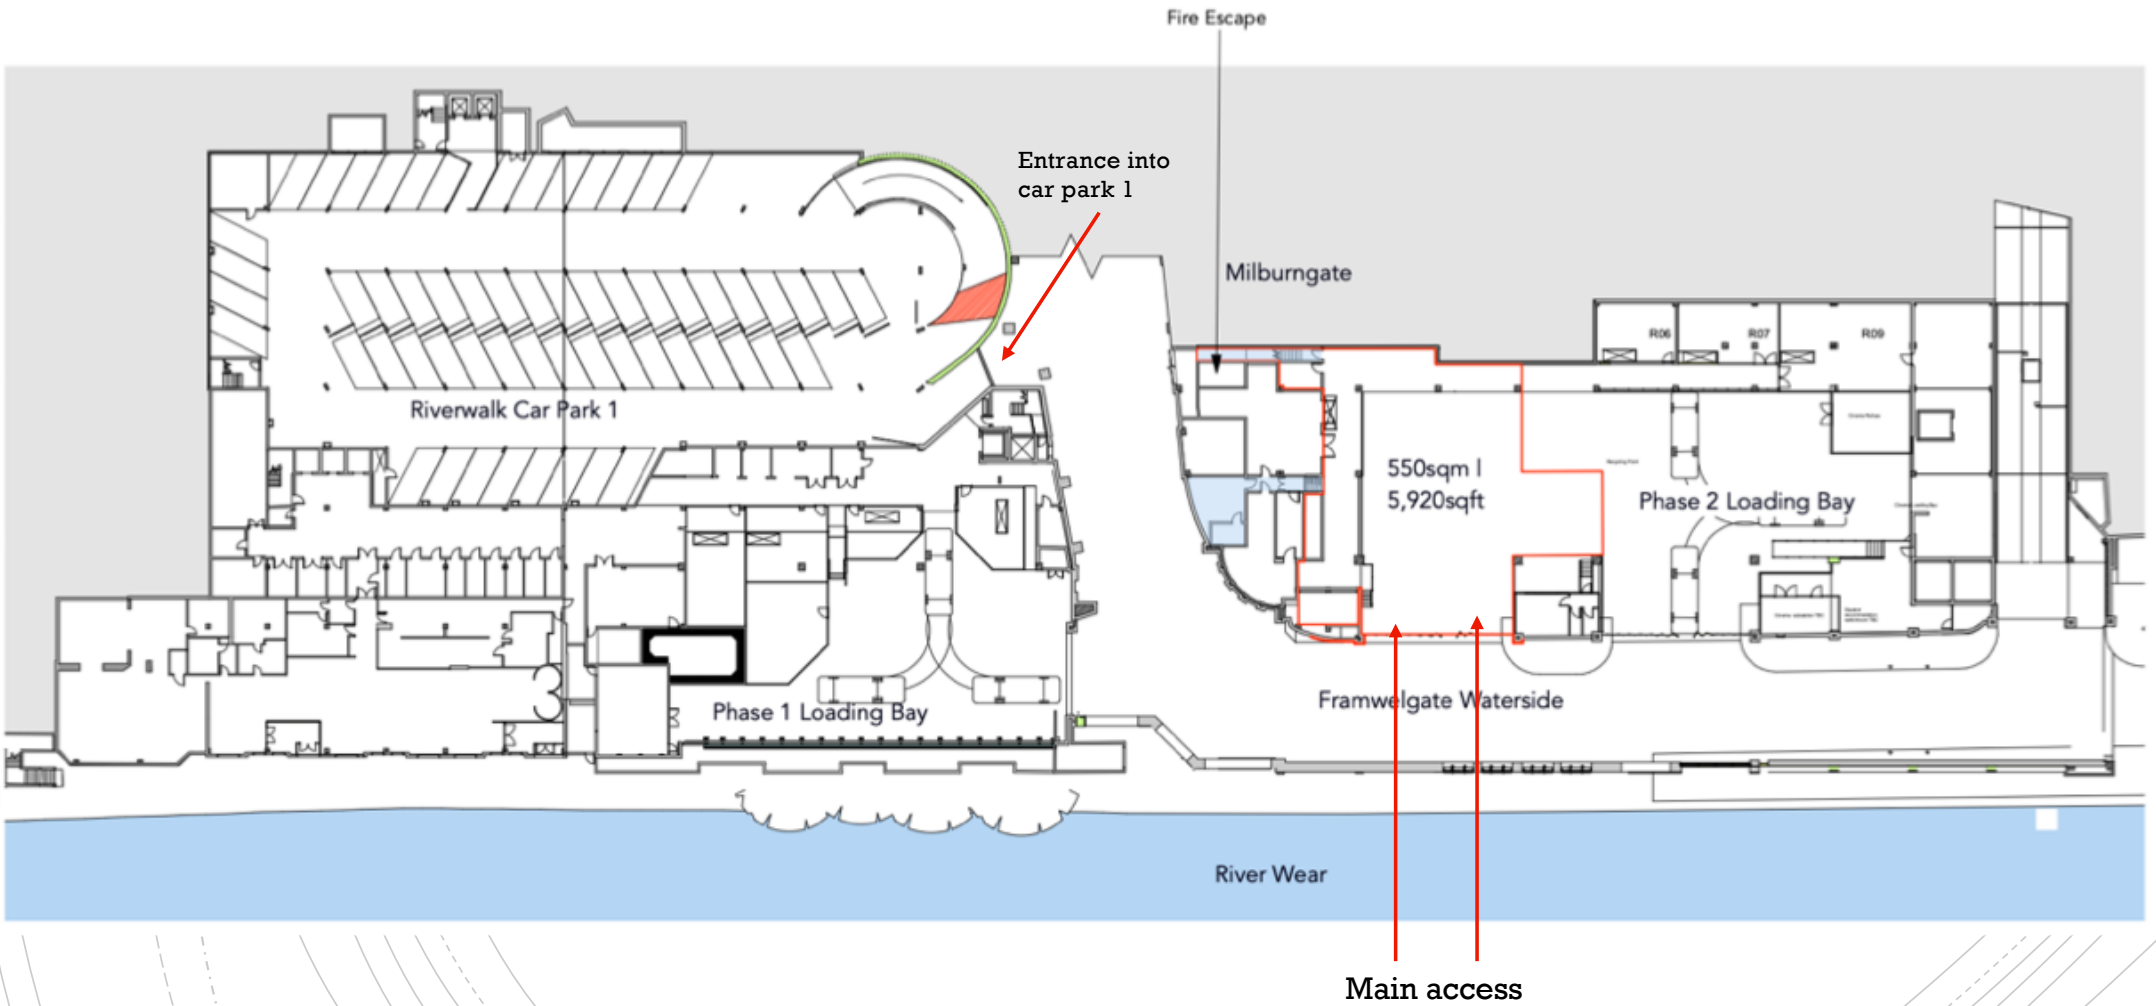 Fire Escape
Entrance into
car park 1
Milburngate
R06
R07
R09
Riverwalk Car Park 1
550sqm |
5,920sqft
Phase 2 Loading Bay
Framwelgate Waterside
Phase 1 Loading Bay
River Wear
Main access